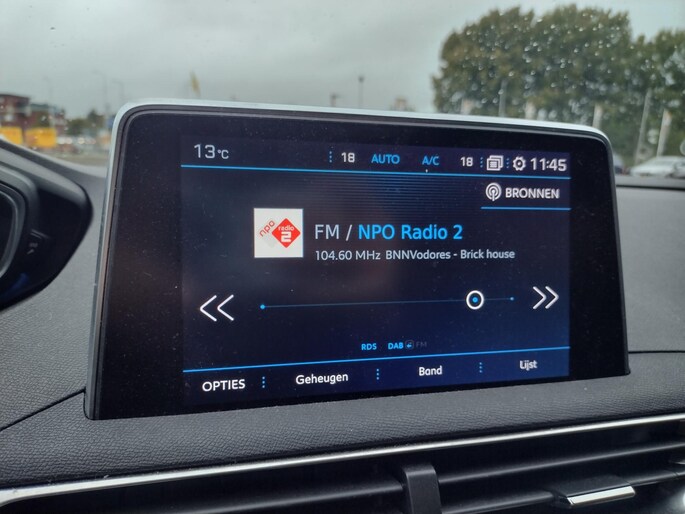 13°C 18 AUTO A/C 18 11:45
BRONNEN
npo radio 2
FM / NPO Radio 2
104.60 MHz BNNVodores - Brick house
RDS DAB FM
OPTIES Geheugen Band Lijst